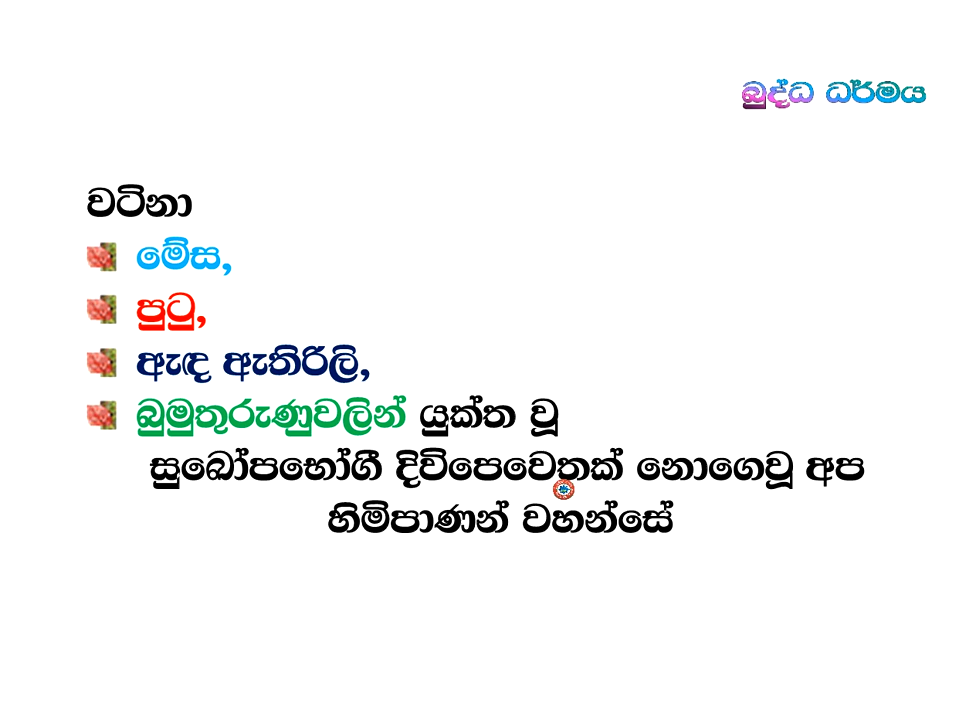 බුද්ධ ධර්මය
වටිනා
මේස,
පුටු,
ඇඳ ඇතිරිලි,
බුමුතුරුණුවලින් යුක්ත වූ
සුඛෝපභෝගී දිවිපෙවෙතක් නොගෙවූ අප
හිමිපාණන් වහන්සේ